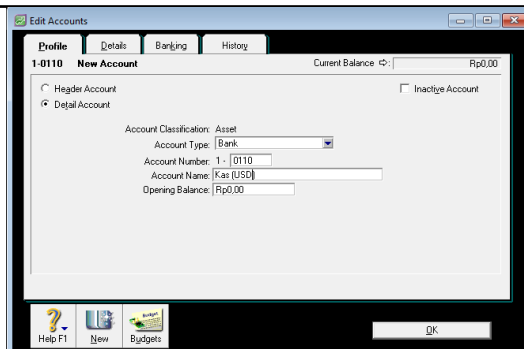 Edit Accounts
Profile Details Banking History
1-0110 New Account Current Balance ⇨: Rp0,00
Header Account Inactive Account
Detail Account
Account Classification: Asset
Account Type: Bank
Account Number: 1 - 0110
Account Name: Kas (USD)
Opening Balance: Rp0,00
Budget
Help F1 New Budgets OK